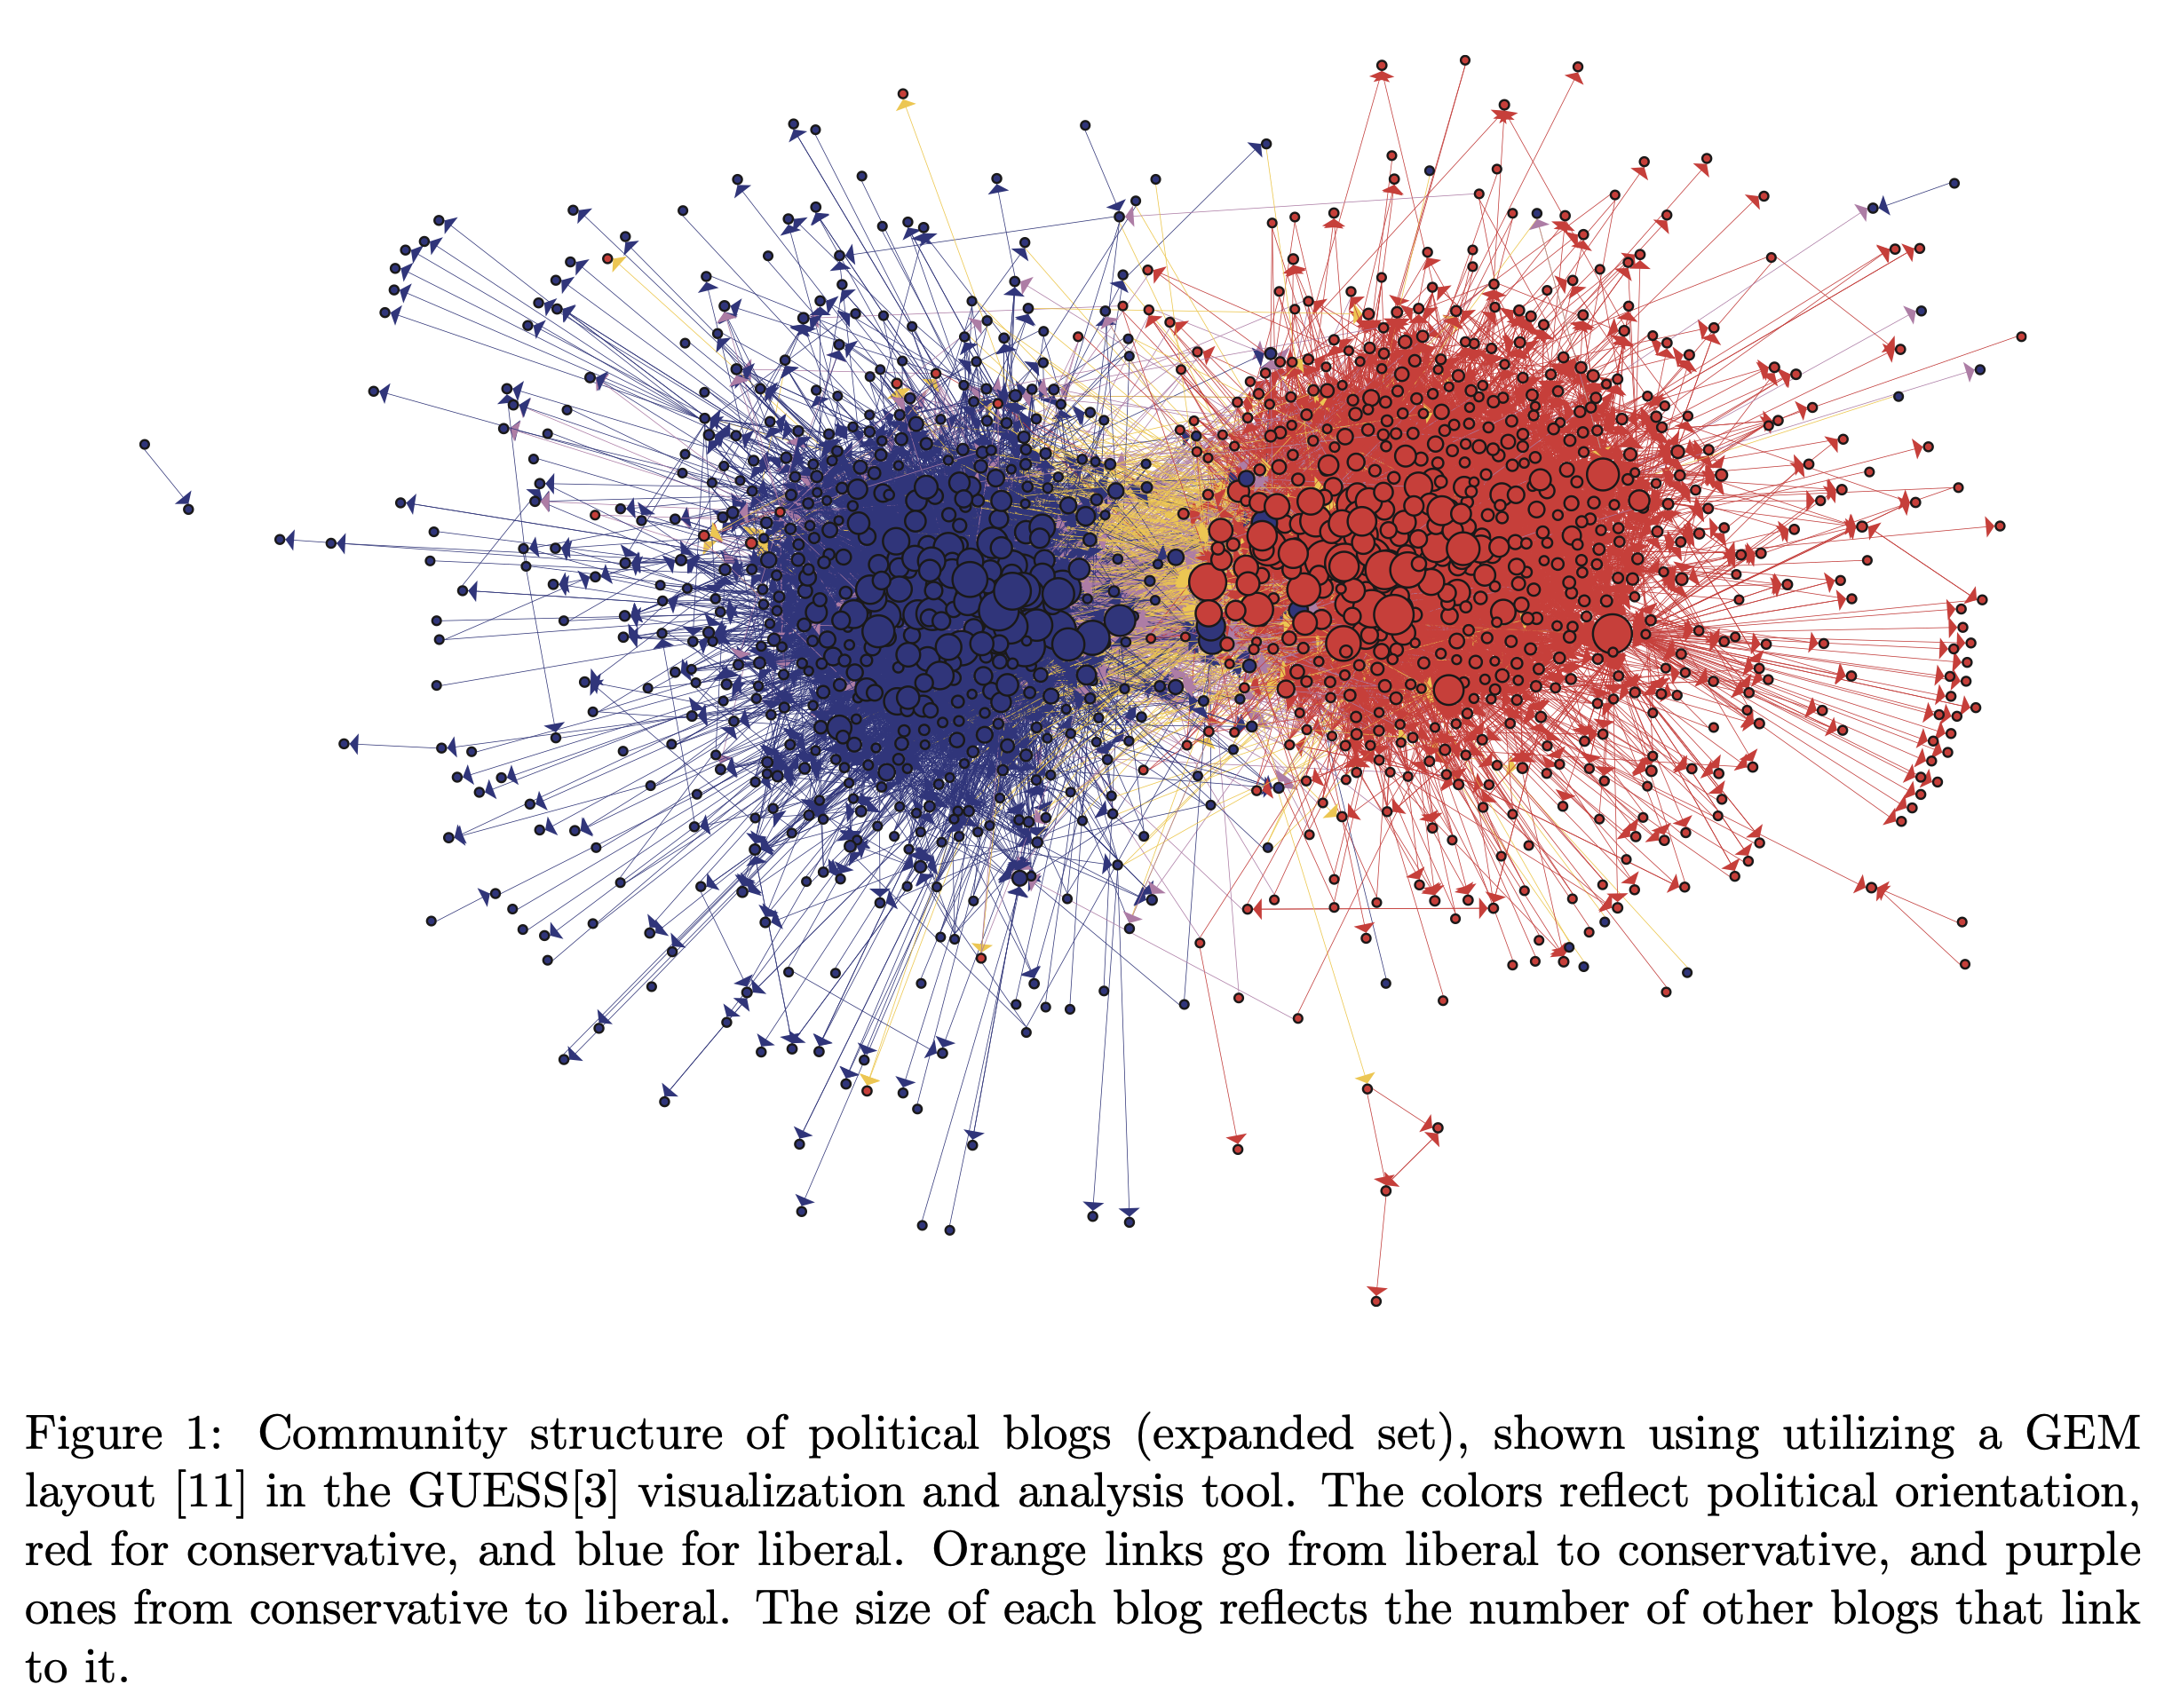 Figure 1: Community structure of political blogs (expanded set), shown using utilizing a GEM
layout [11] in the GUESS[3] visualization and analysis tool. The colors reflect political orientation,
red for conservative, and blue for liberal. Orange links go from liberal to conservative, and purple
ones from conservative to liberal. The size of each blog reflects the number of other blogs that link
to it.